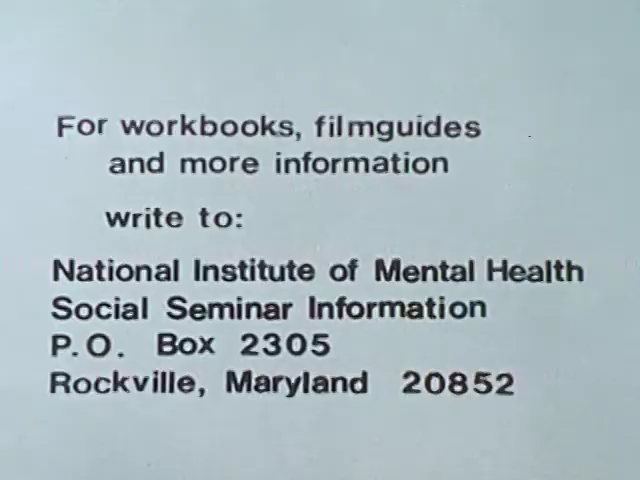 For workbooks, filmguides
and more information
write to:
National Institute of Mental Health
Social Seminar Information
P.O. Box 2305
Rockville, Maryland 20852